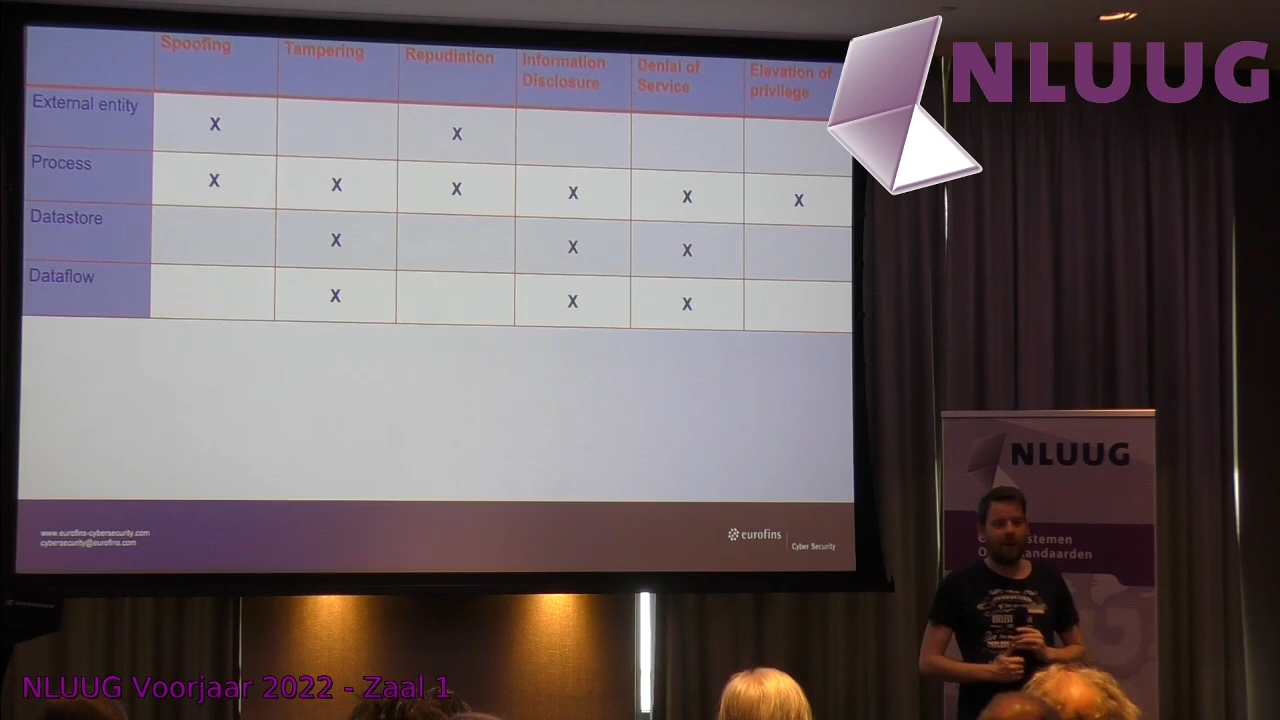 Spoofing Tampering Repudiation Information Disclosure Denial of Service Elevation of privilege
External entity X X
Process X X X X X X
Datastore X X X
Dataflow X X X
www.eurofins-cybersecurity.com
cybersecurity@eurofins.com
eurofins
Cyber Security
NLUUG
NLUUG
stemen
andaarden
NLUUG Voorjaar 2022 - Zaal 1